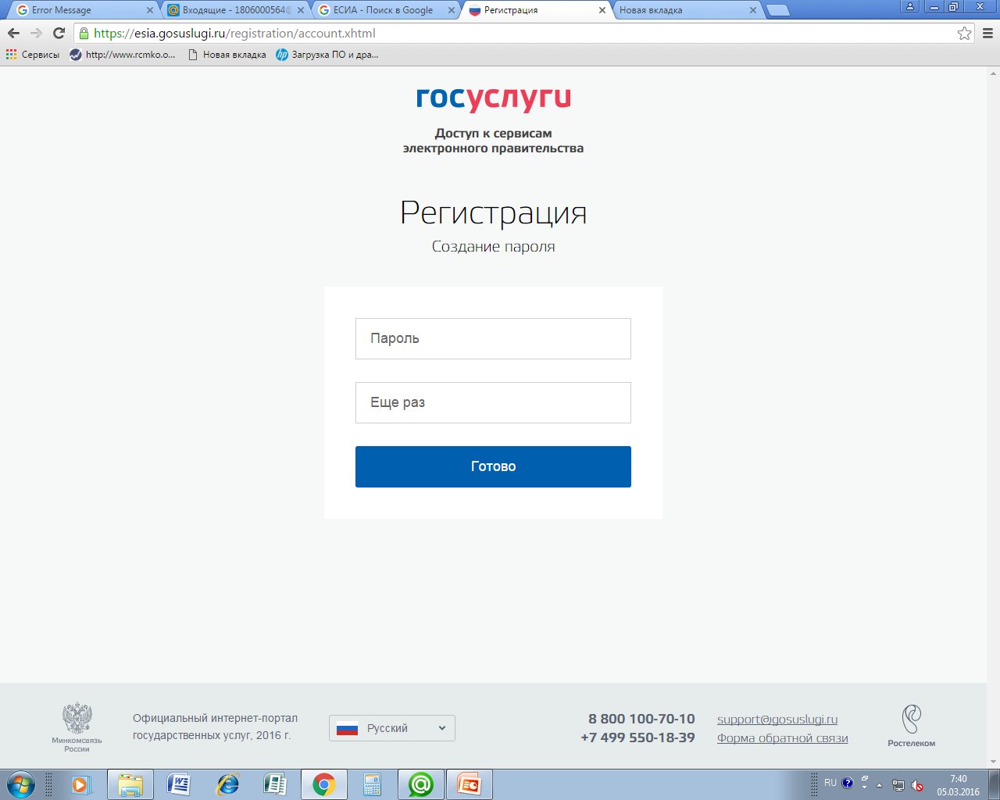 Error Message
Входящие - 1806000564@
ЕСИА - Поиск в Google
Регистрация
Новая вкладка
https://esia.gosuslugi.ru/registration/account.xhtml
Сервисы
http://www.rcmko.o...
Новая вкладка
Загрузка ПО и дра...
госуслуги
Доступ к сервисам
электронного правительства
Регистрация
Создание пароля
Пароль
Еще раз
Готово
Минкомсвязь
России
Официальный интернет-портал
государственных услуг, 2016 г.
Русский
8 800 100-70-10
+7 499 550-18-39
support@gosuslugi.ru
Форма обратной связи
Ростелеком
RU
7:40
05.03.2016